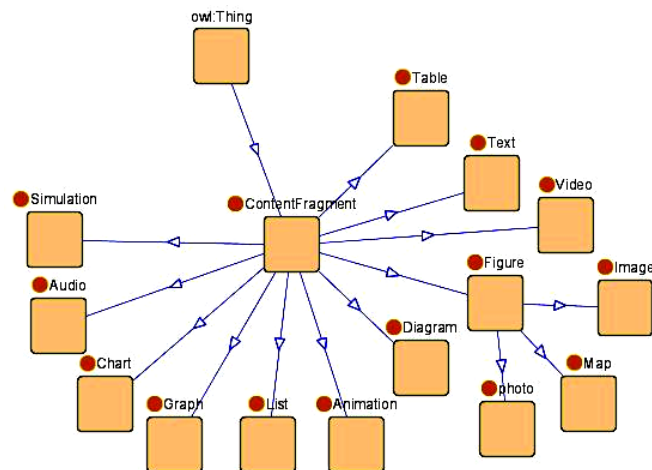 owl:Thing
Table
Text
Video
ContentFragment
Simulation
Figure
Image
Audio
Diagram
Chart
Map
photo
Graph
List
Animation